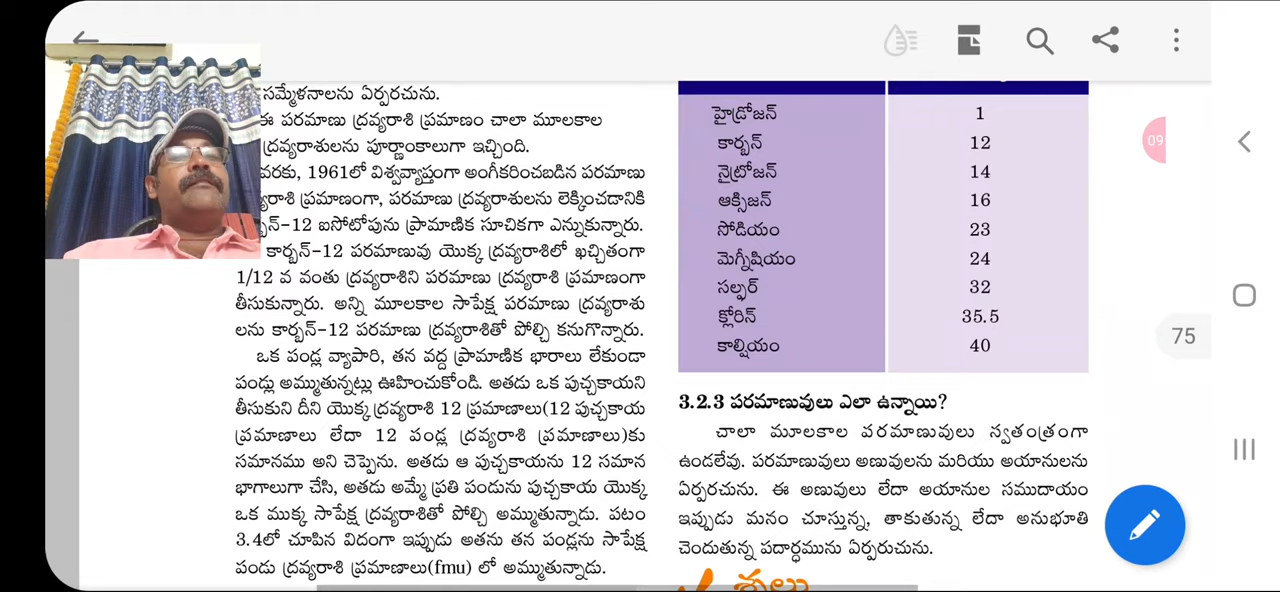 సమ్మేళనాలను ఏర్పరచును.
ఈ పరమాణు ద్రవ్యరాశి ప్రమాణం చాలా మూలకాల
ద్రవ్యరాశులను పూర్ణాంకాలుగా ఇచ్చింది.
వరకు, 1961లో విశ్వవ్యాప్తంగా అంగీకరించబడిన పరమాణు
రాశి ప్రమాణంగా, పరమాణు ద్రవ్యరాశులను లెక్కించడానికి
బన్-12 ఐసోటోపును ప్రామాణిక సూచికగా ఎన్నుకున్నారు.
కార్బన్-12 పరమాణువు యొక్క ద్రవ్యరాశిలో ఖచ్చితంగా
1/12 వ వంతు ద్రవ్యరాశిని పరమాణు ద్రవ్యరాశి ప్రమాణంగా
తీసుకున్నారు. అన్ని మూలకాల సాపేక్ష పరమాణు ద్రవ్యరాశు
లను కార్బన్-12 పరమాణు ద్రవ్యరాశితో పోల్చి కనుగొన్నారు.
ఒక పండ్ల వ్యాపారి, తన వద్ద ప్రామాణిక భారాలు లేకుండా
పండ్లు అమ్ముతున్నట్లు ఊహించుకోండి. అతడు ఒక పుచ్చకాయని
తీసుకుని దీని యొక్క ద్రవ్యరాశి 12 ప్రమాణాలు(12 పుచ్చకాయ
ప్రమాణాలు లేదా 12 పండ్ల ద్రవ్యరాశి ప్రమాణాలు)కు
సమానము అని చెప్పెను. అతడు ఆ పుచ్చకాయను 12 సమాన
భాగాలుగా చేసి, అతడు అమ్మే ప్రతి పండును పుచ్చకాయ యొక్క
ఒక ముక్క సాపేక్ష ద్రవ్యరాశితో పోల్చి అమ్ముతున్నాడు. పటం
3.4లో చూపిన విదంగా ఇప్పుడు అతను తన పండ్లను సాపేక్ష
పండు ద్రవ్యరాశి ప్రమాణాలు(fmu) లో అమ్ముతున్నాడు.
హైడ్రోజన్ 1
కార్బన్ 12
నైట్రోజన్ 14
ఆక్సిజన్ 16
సోడియం 23
మెగ్నీషియం 24
సల్ఫర్ 32
క్లోరిన్ 35.5
కాల్షియం 40
3.2.3 పరమాణువులు ఎలా ఉన్నాయి?
చాలా మూలకాల పరమాణువులు స్వతంత్రంగా
ఉండలేవు. పరమాణువులు అణువులను మరియు అయానులను
ఏర్పరచును. ఈ అణువులు లేదా అయానుల సముదాయం
ఇప్పుడు మనం చూస్తున్న, తాకుతున్న లేదా అనుభూతి
చెందుతున్న పదార్థమును ఏర్పరుచును.
09
75